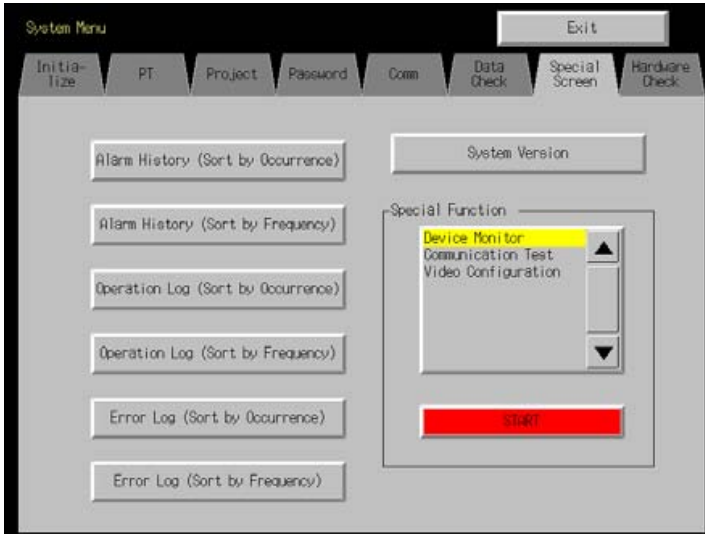 System Menu
Exit
Initia-
lize
PT
Project
Password
Comm
Data
Check
Special
Screen
Hardware
Check
Alarm History (Sort by Occurrence)
Alarm History (Sort by Frequency)
Operation Log (Sort by Occurrence)
Operation Log (Sort by Frequency)
Error Log (Sort by Occurrence)
Error Log (Sort by Frequency)
System Version
Special Function
Device Monitor
Communication Test
Video Configuration
START